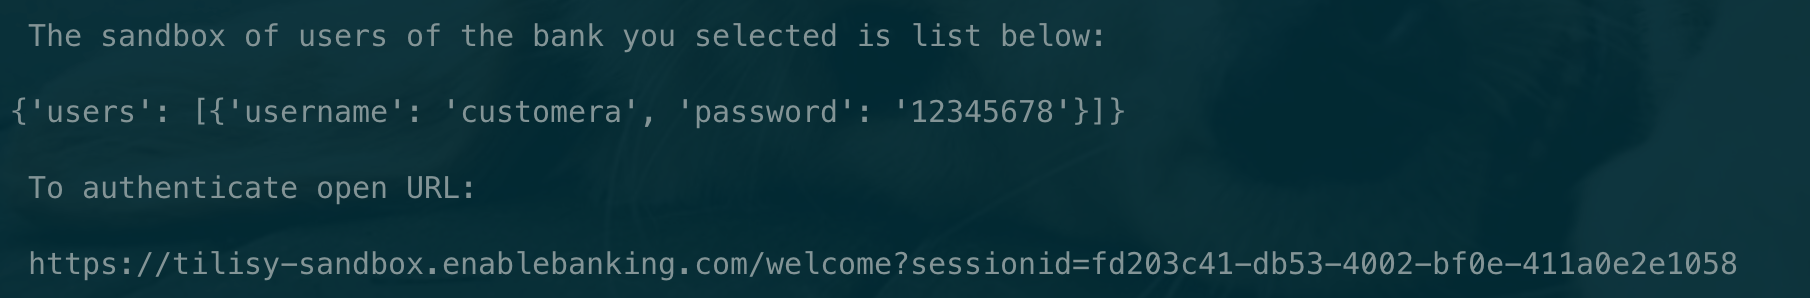 The sandbox of users of the bank you selected is list below:
{'users': [{'username': 'customera', 'password': '12345678'}]}
To authenticate open URL:
https://tilisy-sandbox.enablebanking.com/welcome?sessionid=fd203c41-db53-4002-bf0e-411a0e2e1058